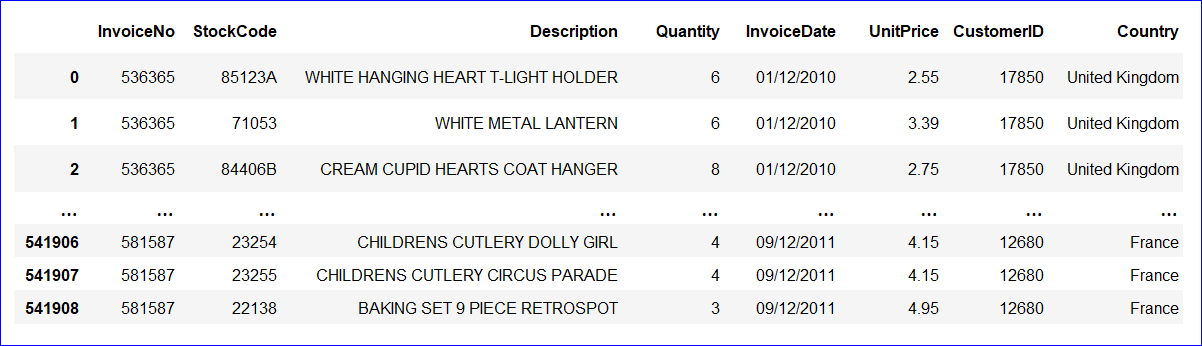 InvoiceNo StockCode Description Quantity InvoiceDate UnitPrice CustomerID Country
0 536365 85123A WHITE HANGING HEART T-LIGHT HOLDER 6 01/12/2010 2.55 17850 United Kingdom
1 536365 71053 WHITE METAL LANTERN 6 01/12/2010 3.39 17850 United Kingdom
2 536365 84406B CREAM CUPID HEARTS COAT HANGER 8 01/12/2010 2.75 17850 United Kingdom
... ... ... ... ... ... ... ... ...
541906 581587 23254 CHILDRENS CUTLERY DOLLY GIRL 4 09/12/2011 4.15 12680 France
541907 581587 23255 CHILDRENS CUTLERY CIRCUS PARADE 4 09/12/2011 4.15 12680 France
541908 581587 22138 BAKING SET 9 PIECE RETROSPOT 3 09/12/2011 4.95 12680 France